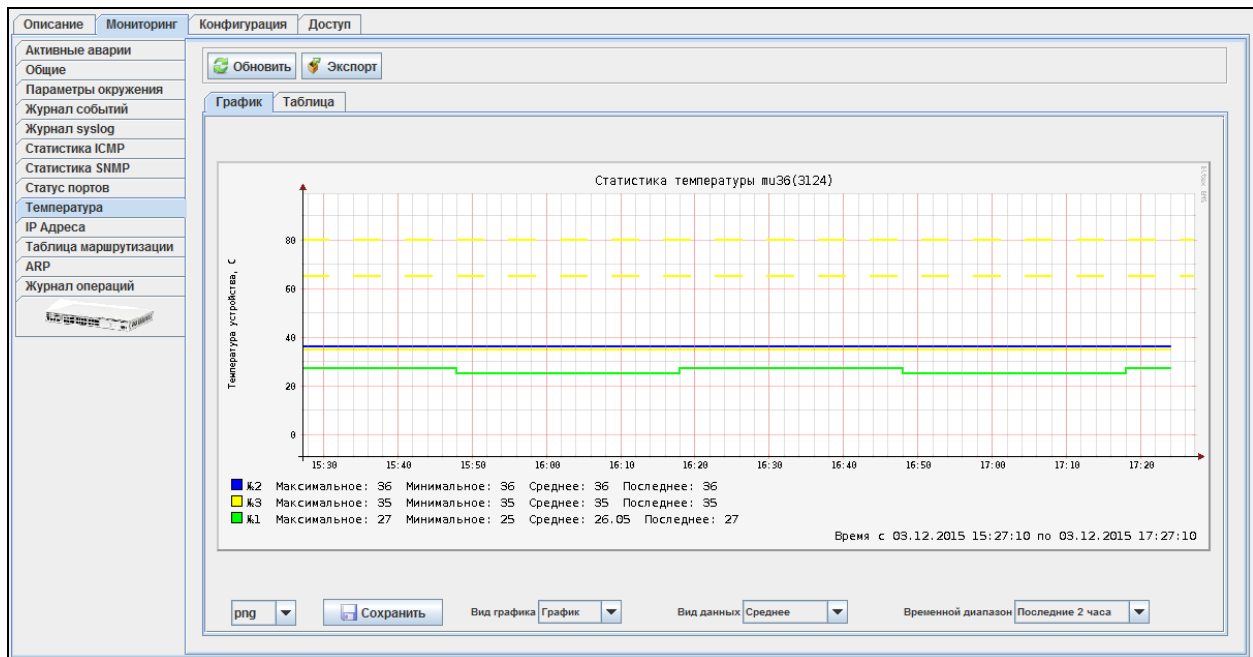 Описание Мониторинг Конфигурация Доступ
Активные аварии
Общие
Параметры окружения
Журнал событий
Журнал syslog
Статистика ICMP
Статистика SNMP
Статус портов
Температура
IP Адреса
Таблица маршрутизации
ARP
Журнал операций
Обновить Экспорт
График Таблица
Статистика температуры mu36(3124)
Температура устройства, C
80
60
40
20
0
15:30 15:40 15:50 16:00 16:10 16:20 16:30 16:40 16:50 17:00 17:10 17:20
№2 Максимальное: 36 Минимальное: 36 Среднее: 36 Последнее: 36
№3 Максимальное: 35 Минимальное: 35 Среднее: 35 Последнее: 35
№1 Максимальное: 27 Минимальное: 25 Среднее: 26.05 Последнее: 27
Время с 03.12.2015 15:27:10 по 03.12.2015 17:27:10
png Сохранить Вид графика График Вид данных Среднее Временной диапазон Последние 2 часа